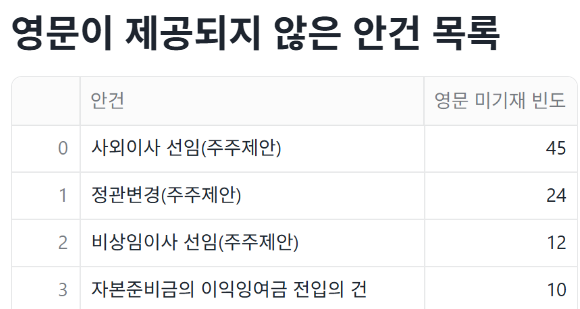 영문이 제공되지 않은 안건 목록
안건 영문 미기재 빈도
0 사외이사 선임(주주제안) 45
1 정관변경(주주제안) 24
2 비상임이사 선임(주주제안) 12
3 자본준비금의 이익잉여금 전입의 건 10